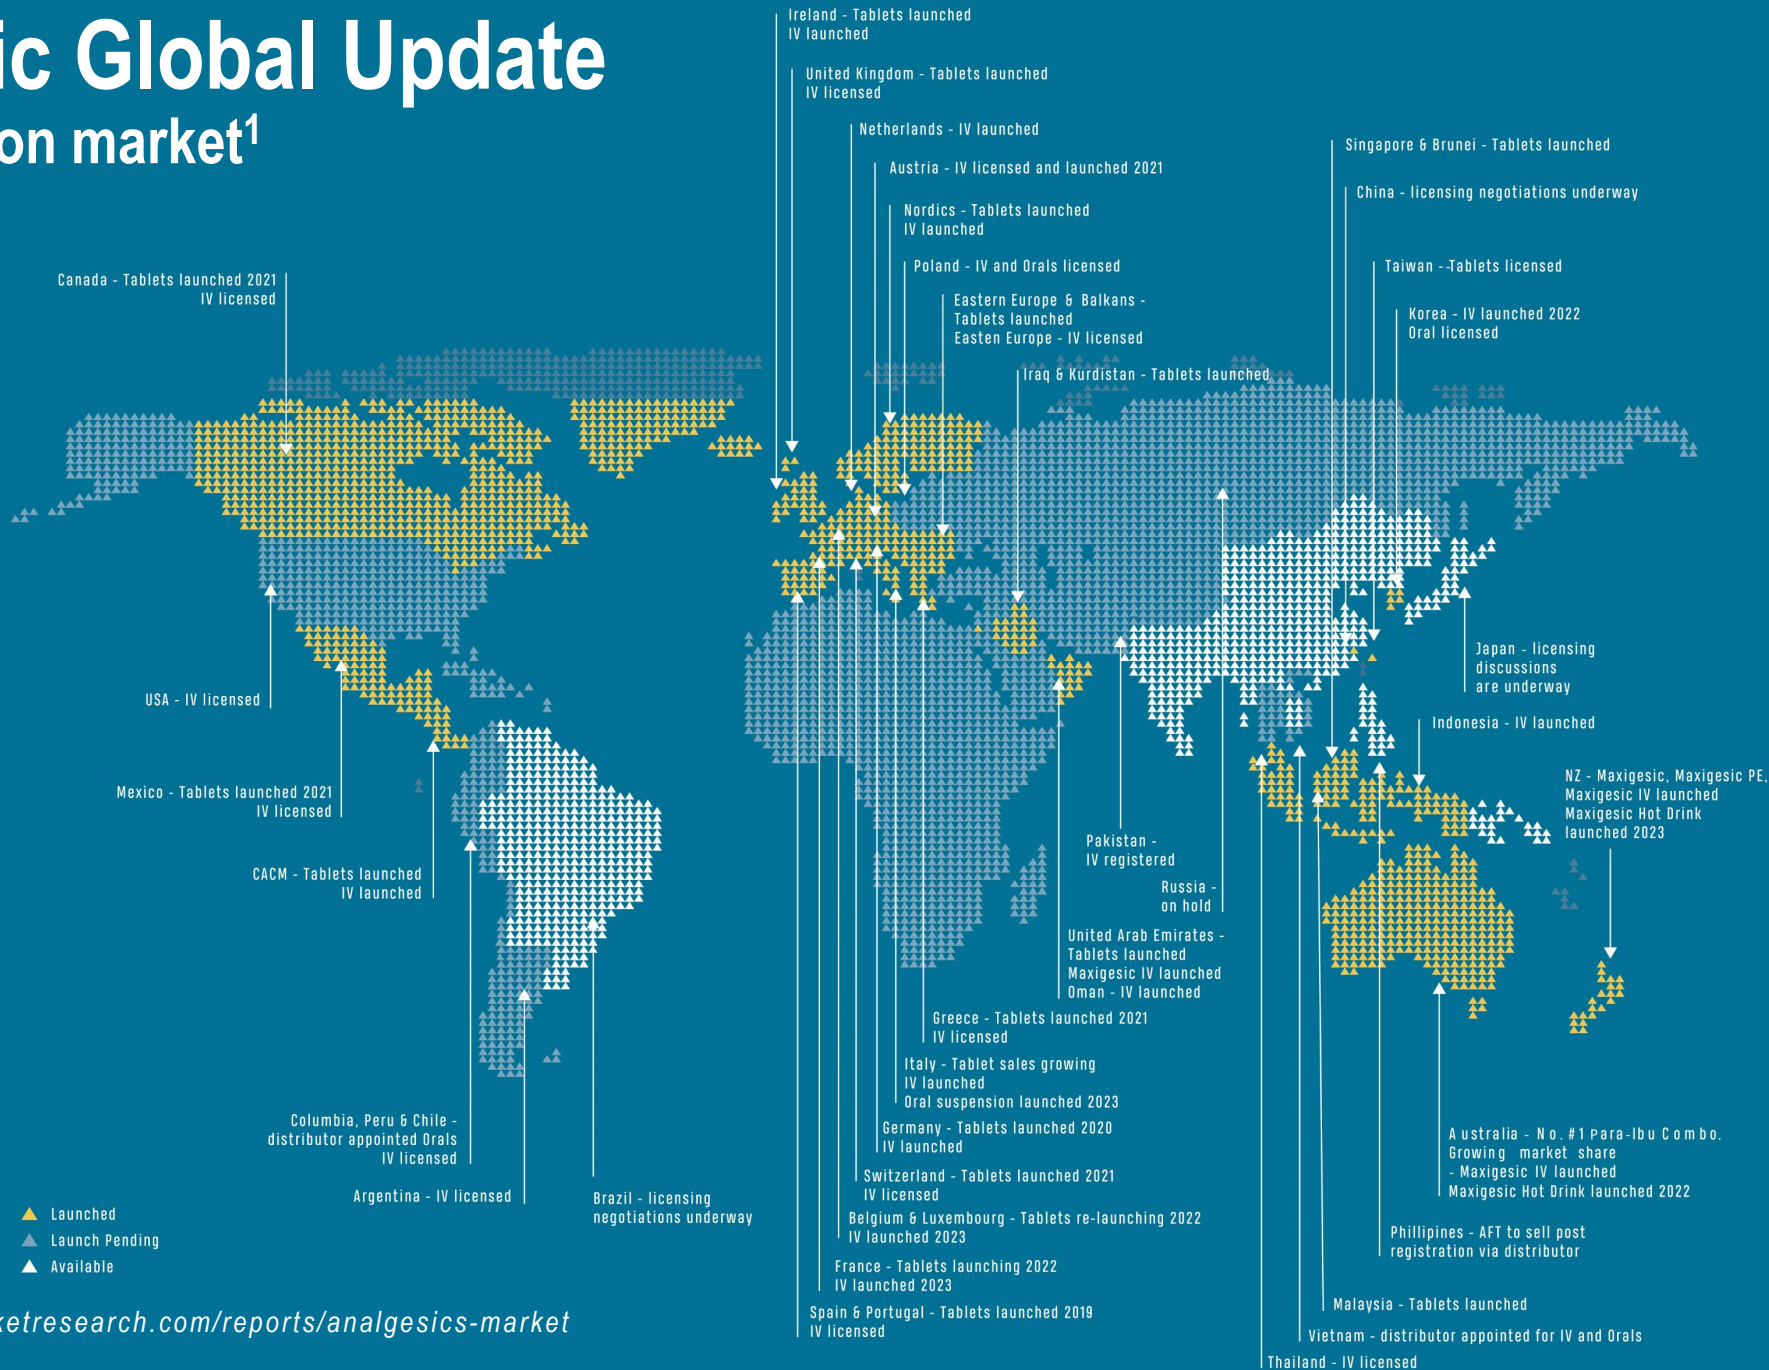 ic Global Update
on market1
Ireland - Tablets launched
IV launched
United Kingdom - Tablets launched
IV licensed
Netherlands - IV launched
Austria - IV licensed and launched 2021
Nordics - Tablets launched
IV launched
Poland - IV and Orals licensed
Eastern Europe & Balkans -
Tablets launched
Easten Europe - IV licensed
Iraq & Kurdistan - Tablets launched
Singapore & Brunei - Tablets launched
China - licensing negotiations underway
Taiwan --Tablets licensed
Korea - IV launched 2022
Oral licensed
Canada - Tablets launched 2021
IV licensed
USA - IV licensed
Mexico - Tablets launched 2021
IV licensed
CACM - Tablets launched
IV launched
Columbia, Peru & Chile -
distributor appointed Orals
IV licensed
Argentina - IV licensed
Brazil - licensing
negotiations underway
Japan - licensing
discussions
are underway
Indonesia - IV launched
NZ - Maxigesic, Maxigesic PE,
Maxigesic IV launched
Maxigesic Hot Drink
launched 2023
Pakistan -
IV registered
Russia -
on hold
United Arab Emirates -
Tablets launched
Maxigesic IV launched
Oman - IV launched
Greece - Tablets launched 2021
IV licensed
Italy - Tablet sales growing
IV launched
Oral suspension launched 2023
Germany - Tablets launched 2020
IV launched
Switzerland - Tablets launched 2021
IV licensed
Belgium & Luxembourg - Tablets re-launching 2022
IV launched 2023
France - Tablets launching 2022
IV launched 2023
Spain & Portugal - Tablets launched 2019
IV licensed
Australia - No. #1 Para-Ibu Combo.
Growing market share
- Maxigesic IV launched
Maxigesic Hot Drink launched 2022
Phillipines - AFT to sell post
registration via distributor
Malaysia - Tablets launched
Vietnam - distributor appointed for IV and Orals
Thailand - IV licensed
Launched
Launch Pending
Available
ketresearch.com/reports/analgesics-market